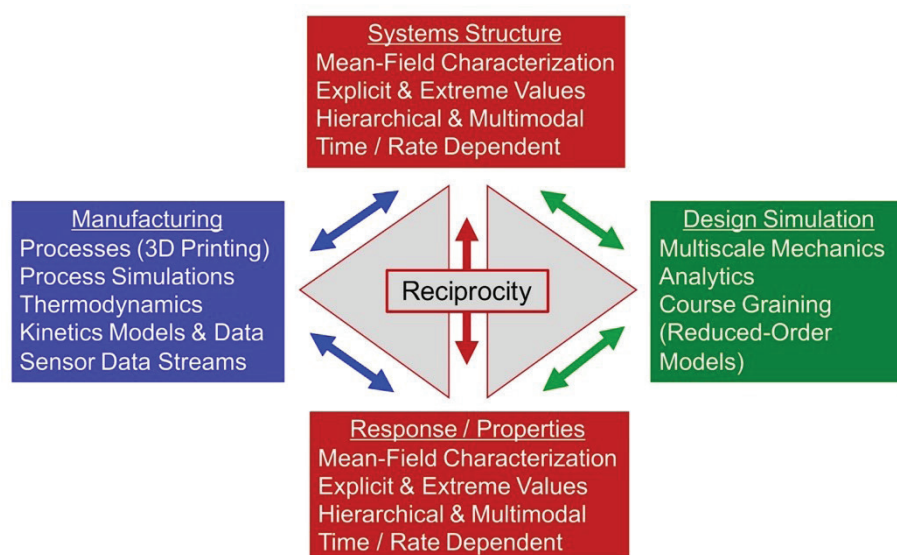 Systems Structure
Mean-Field Characterization
Explicit & Extreme Values
Hierarchical & Multimodal
Time / Rate Dependent
Manufacturing
Processes (3D Printing)
Process Simulations
Thermodynamics
Kinetics Models & Data
Sensor Data Streams
Reciprocity
Design Simulation
Multiscale Mechanics
Analytics
Course Graining
(Reduced-Order
Models)
Response / Properties
Mean-Field Characterization
Explicit & Extreme Values
Hierarchical & Multimodal
Time / Rate Dependent